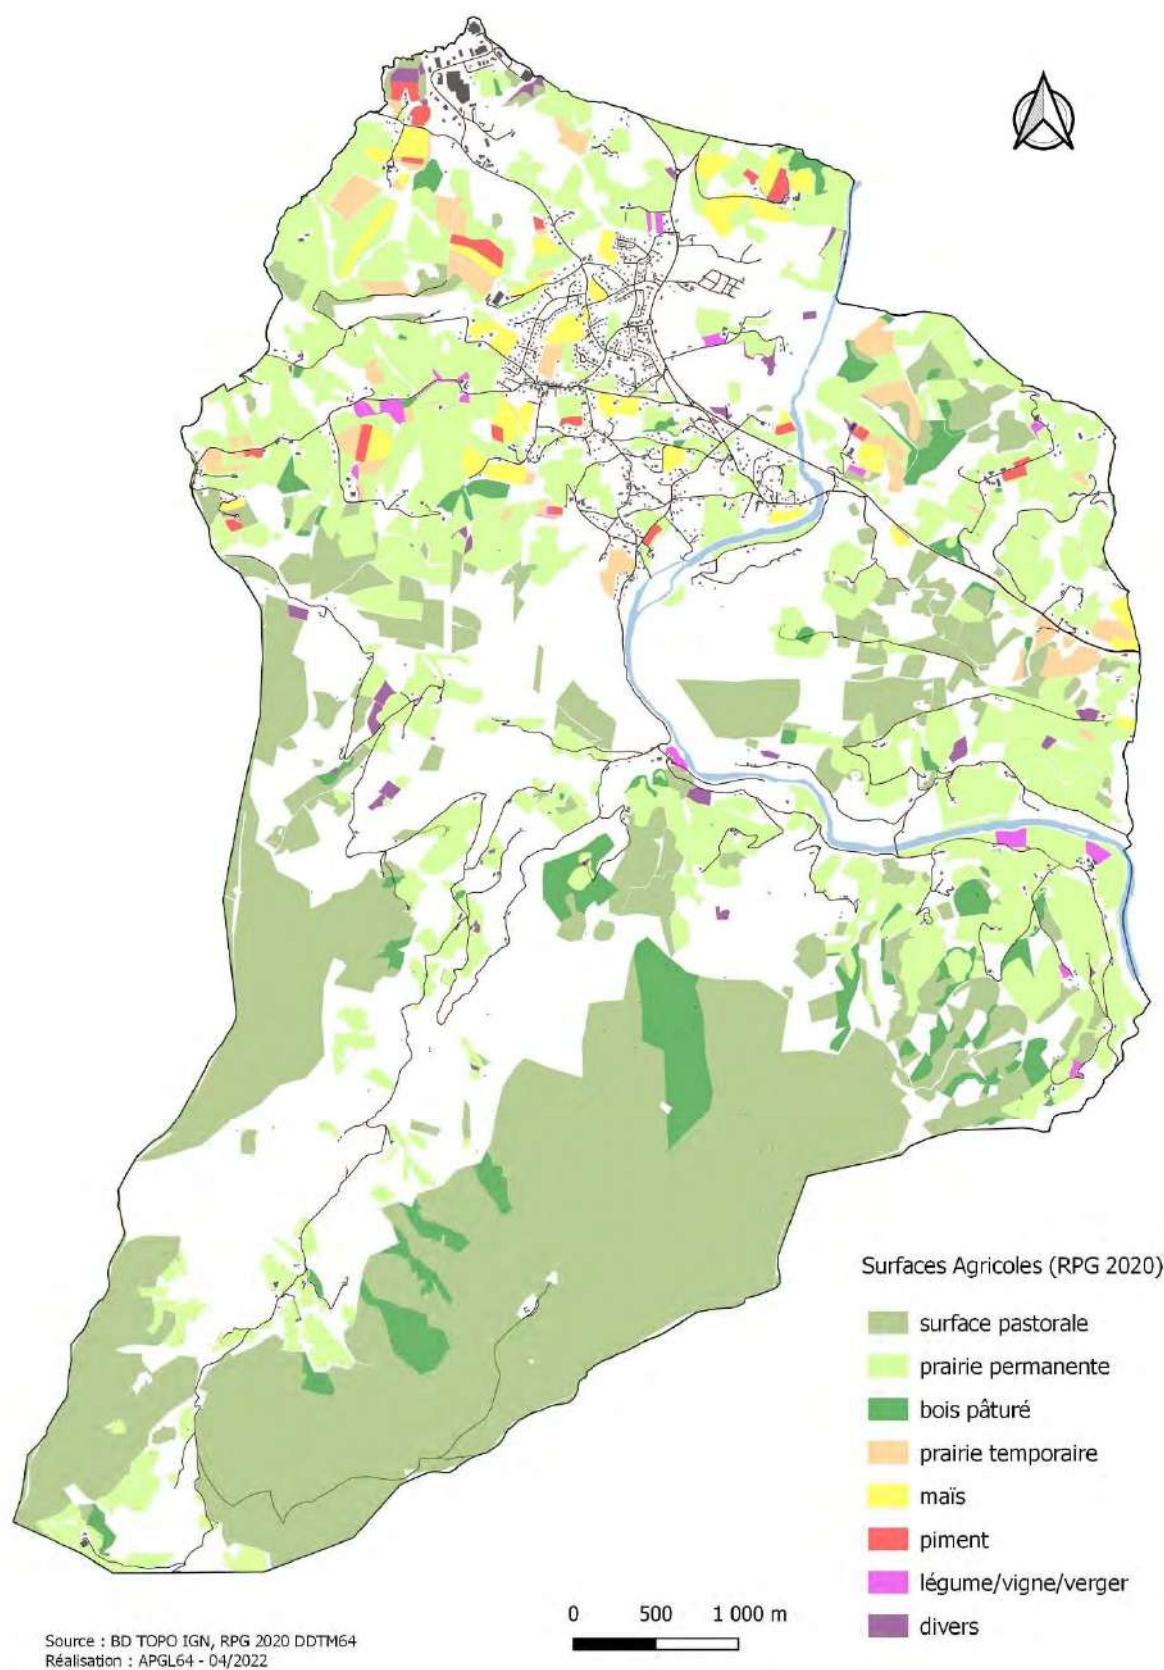 Surfaces Agricoles (RPG 2020)
surface pastorale
prairie permanente
bois pâturé
prairie temporaire
maïs
piment
légume/vigne/verger
divers
0 500 1 000 m
Source : BD TOPO IGN, RPG 2020 DDTM64
Réalisation : APGL64 - 04/2022